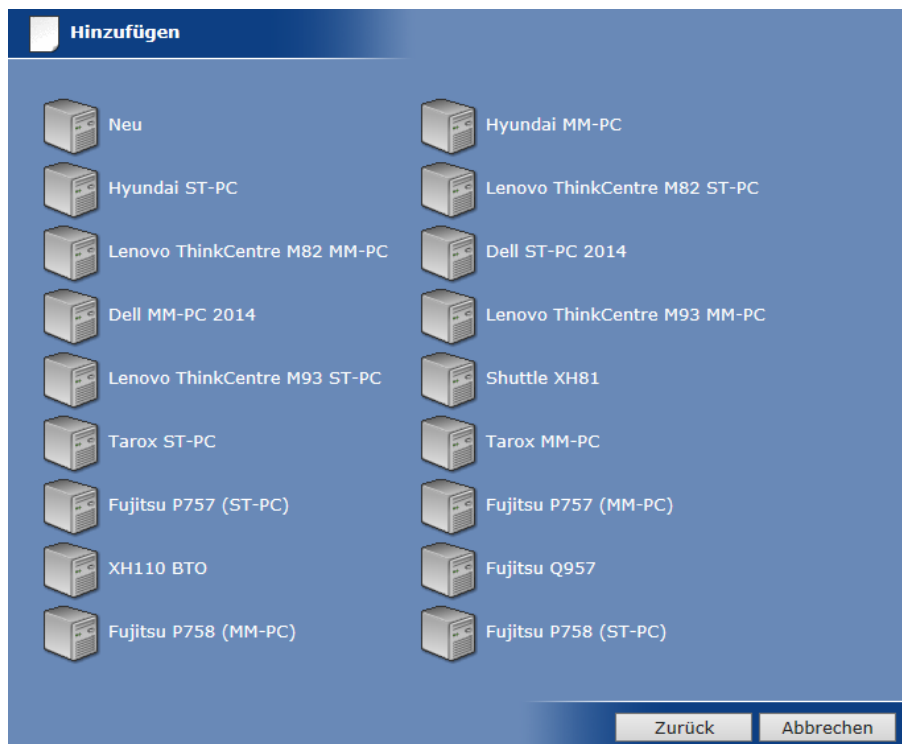 Hinzufügen
Neu
Hyundai MM-PC
Hyundai ST-PC
Lenovo ThinkCentre M82 ST-PC
Lenovo ThinkCentre M82 MM-PC
Dell ST-PC 2014
Dell MM-PC 2014
Lenovo ThinkCentre M93 MM-PC
Lenovo ThinkCentre M93 ST-PC
Shuttle XH81
Tarox ST-PC
Tarox MM-PC
Fujitsu P757 (ST-PC)
Fujitsu P757 (MM-PC)
XH110 BTO
Fujitsu Q957
Fujitsu P758 (MM-PC)
Fujitsu P758 (ST-PC)
Zurück
Abbrechen